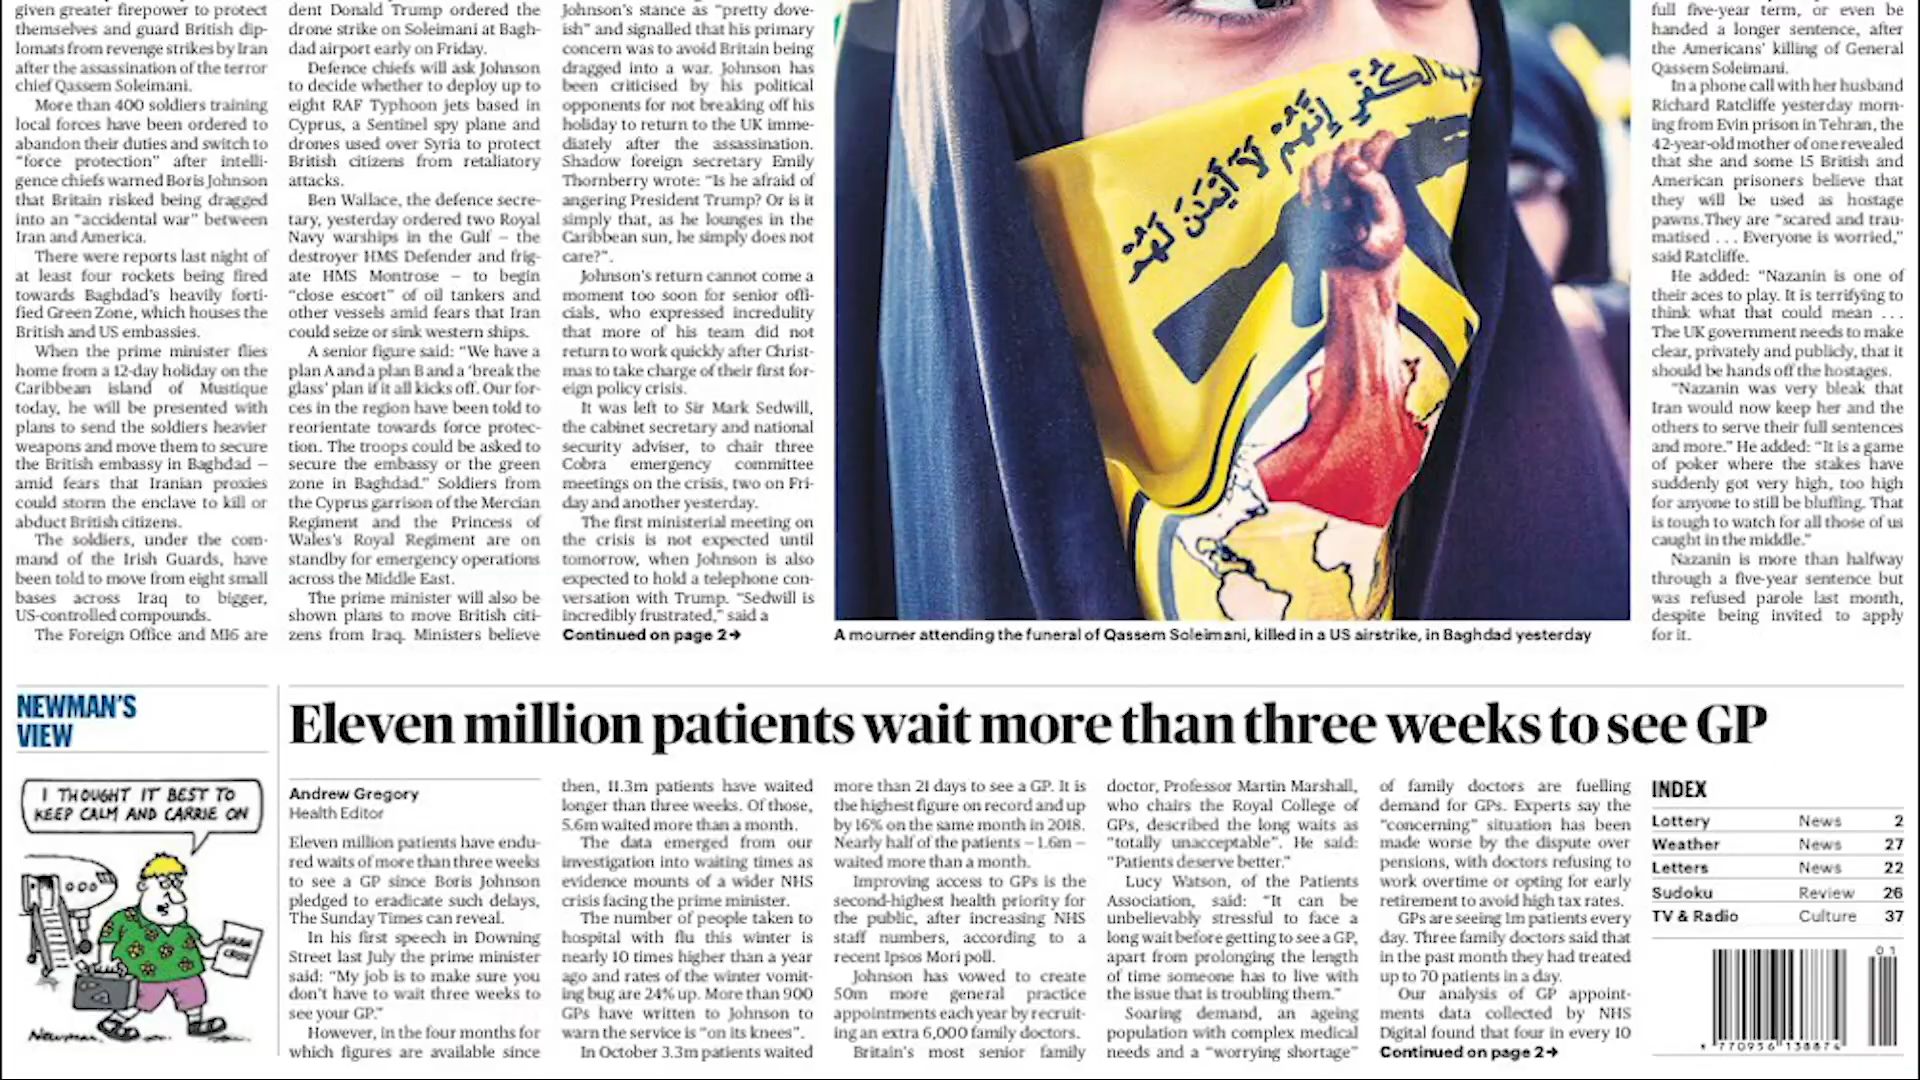 given greater firepower to protect
themselves and guard British dip-
lomats from revenge strikes by Iran
after the assassination of the terror
chief Qassem Soleimani.
More than 400 soldiers training
local forces have been ordered to
abandon their duties and switch to
“force protection” after intelli-
gence chiefs warned Boris Johnson
that Britain risked being dragged
into an “accidental war” between
Iran and America.
There were reports last night of
at least four rockets being fired
towards Baghdad’s heavily forti-
fied Green Zone, which houses the
British and US embassies.
When the prime minister flies
home from a 12-day holiday on the
Caribbean island of Mustique
today, he will be presented with
plans to send the soldiers heavier
weapons and move them to secure
the British embassy in Baghdad –
amid fears that Iranian proxies
could storm the enclave to kill or
abduct British citizens.
The soldiers, under the com-
mand of the Irish Guards, have
been told to move from eight small
bases across Iraq to bigger,
US-controlled compounds.
The Foreign Office and MI6 are
dent Donald Trump ordered the
drone strike on Soleimani at Bagh-
dad airport early on Friday.
Defence chiefs will ask Johnson
to decide whether to deploy up to
eight RAF Typhoon jets based in
Cyprus, a Sentinel spy plane and
drones used over Syria to protect
British citizens from retaliatory
attacks.
Ben Wallace, the defence secre-
tary, yesterday ordered two Royal
Navy warships in the Gulf – the
destroyer HMS Defender and frig-
ate HMS Montrose – to begin
“close escort” of oil tankers and
other vessels amid fears that Iran
could seize or sink western ships.
A senior figure said: “We have a
plan A and a plan B and a ‘break the
glass’ plan if it all kicks off. Our for-
ces in the region have been told to
reorientate towards force protec-
tion. The troops could be asked to
secure the embassy or the green
zone in Baghdad.” Soldiers from
the Cyprus garrison of the Mercian
Regiment and the Princess of
Wales’s Royal Regiment are on
standby for emergency operations
across the Middle East.
The prime minister will also be
shown plans to move British citi-
zens from Iraq. Ministers believe
Johnson’s stance as “pretty dove-
ish” and signalled that his primary
concern was to avoid Britain being
dragged into a war. Johnson has
been criticised by his political
opponents for not breaking off his
holiday to return to the UK imme-
diately after the assassination.
Shadow foreign secretary Emily
Thornberry wrote: “Is he afraid of
angering President Trump? Or is it
simply that, as he lounges in the
Caribbean sun, he simply does not
care?”.
Johnson’s return cannot come a
moment too soon for senior offi-
cials, who expressed incredulity
that more of his team did not
return to work quickly after Christ-
mas to take charge of their first for-
eign policy crisis.
It was left to Sir Mark Sedwill,
the cabinet secretary and national
security adviser, to chair three
Cobra emergency committee
meetings on the crisis, two on Fri-
day and another yesterday.
The first ministerial meeting on
the crisis is not expected until
tomorrow, when Johnson is also
expected to hold a telephone con-
versation with Trump. “Sedwill is
incredibly frustrated,” said a
Continued on page 2➔
الكُفْرِ إِنَّهُمْ لَا أَيْمَنَ لَهُمْ
A mourner attending the funeral of Qassem Soleimani, killed in a US airstrike, in Baghdad yesterday
full five-year term, or even be
handed a longer sentence, after
the Americans’ killing of General
Qassem Soleimani.
In a phone call with her husband
Richard Ratcliffe yesterday morn-
ing from Evin prison in Tehran, the
42-year-old mother of one revealed
that she and some 15 British and
American prisoners believe that
they will be used as hostage
pawns.They are “scared and trau-
matised . . . Everyone is worried,”
said Ratcliffe.
He added: “Nazanin is one of
their aces to play. It is terrifying to
think what that could mean . . .
The UK government needs to make
clear, privately and publicly, that it
should be hands off the hostages.
“Nazanin was very bleak that
Iran would now keep her and the
others to serve their full sentences
and more.” He added: “It is a game
of poker where the stakes have
suddenly got very high, too high
for anyone to still be bluffing. That
is tough to watch for all those of us
caught in the middle.”
Nazanin is more than halfway
through a five-year sentence but
was refused parole last month,
despite being invited to apply
for it.
NEWMAN’S
VIEW
I THOUGHT IT BEST TO
KEEP CALM AND CARRIE ON
IRAN
CRISIS
Newman
Eleven million patients wait more than three weeks to see GP
Andrew Gregory
Health Editor
Eleven million patients have endu-
red waits of more than three weeks
to see a GP since Boris Johnson
pledged to eradicate such delays,
The Sunday Times can reveal.
In his first speech in Downing
Street last July the prime minister
said: “My job is to make sure you
don’t have to wait three weeks to
see your GP.”
However, in the four months for
which figures are available since
then, 11.3m patients have waited
longer than three weeks. Of those,
5.6m waited more than a month.
The data emerged from our
investigation into waiting times as
evidence mounts of a wider NHS
crisis facing the prime minister.
The number of people taken to
hospital with flu this winter is
nearly 10 times higher than a year
ago and rates of the winter vomit-
ing bug are 24% up. More than 900
GPs have written to Johnson to
warn the service is “on its knees”.
In October 3.3m patients waited
more than 21 days to see a GP. It is
the highest figure on record and up
by 16% on the same month in 2018.
Nearly half of the patients – 1.6m –
waited more than a month.
Improving access to GPs is the
second-highest health priority for
the public, after increasing NHS
staff numbers, according to a
recent Ipsos Mori poll.
Johnson has vowed to create
50m more general practice
appointments each year by recruit-
ing an extra 6,000 family doctors.
Britain’s most senior family
doctor, Professor Martin Marshall,
who chairs the Royal College of
GPs, described the long waits as
“totally unacceptable”. He said:
“Patients deserve better.”
Lucy Watson, of the Patients
Association, said: “It can be
unbelievably stressful to face a
long wait before getting to see a GP,
apart from prolonging the length
of time someone has to live with
the issue that is troubling them.”
Soaring demand, an ageing
population with complex medical
needs and a “worrying shortage”
of family doctors are fuelling
demand for GPs. Experts say the
“concerning” situation has been
made worse by the dispute over
pensions, with doctors refusing to
work overtime or opting for early
retirement to avoid high tax rates.
GPs are seeing 1m patients every
day. Three family doctors said that
in the past month they had treated
up to 70 patients in a day.
Our analysis of GP appoint-
ments data collected by NHS
Digital found that four in every 10
Continued on page 2➔
INDEX
Lottery News 2
Weather News 27
Letters News 22
Sudoku Review 26
TV & Radio Culture 37
01
9 770956 138874